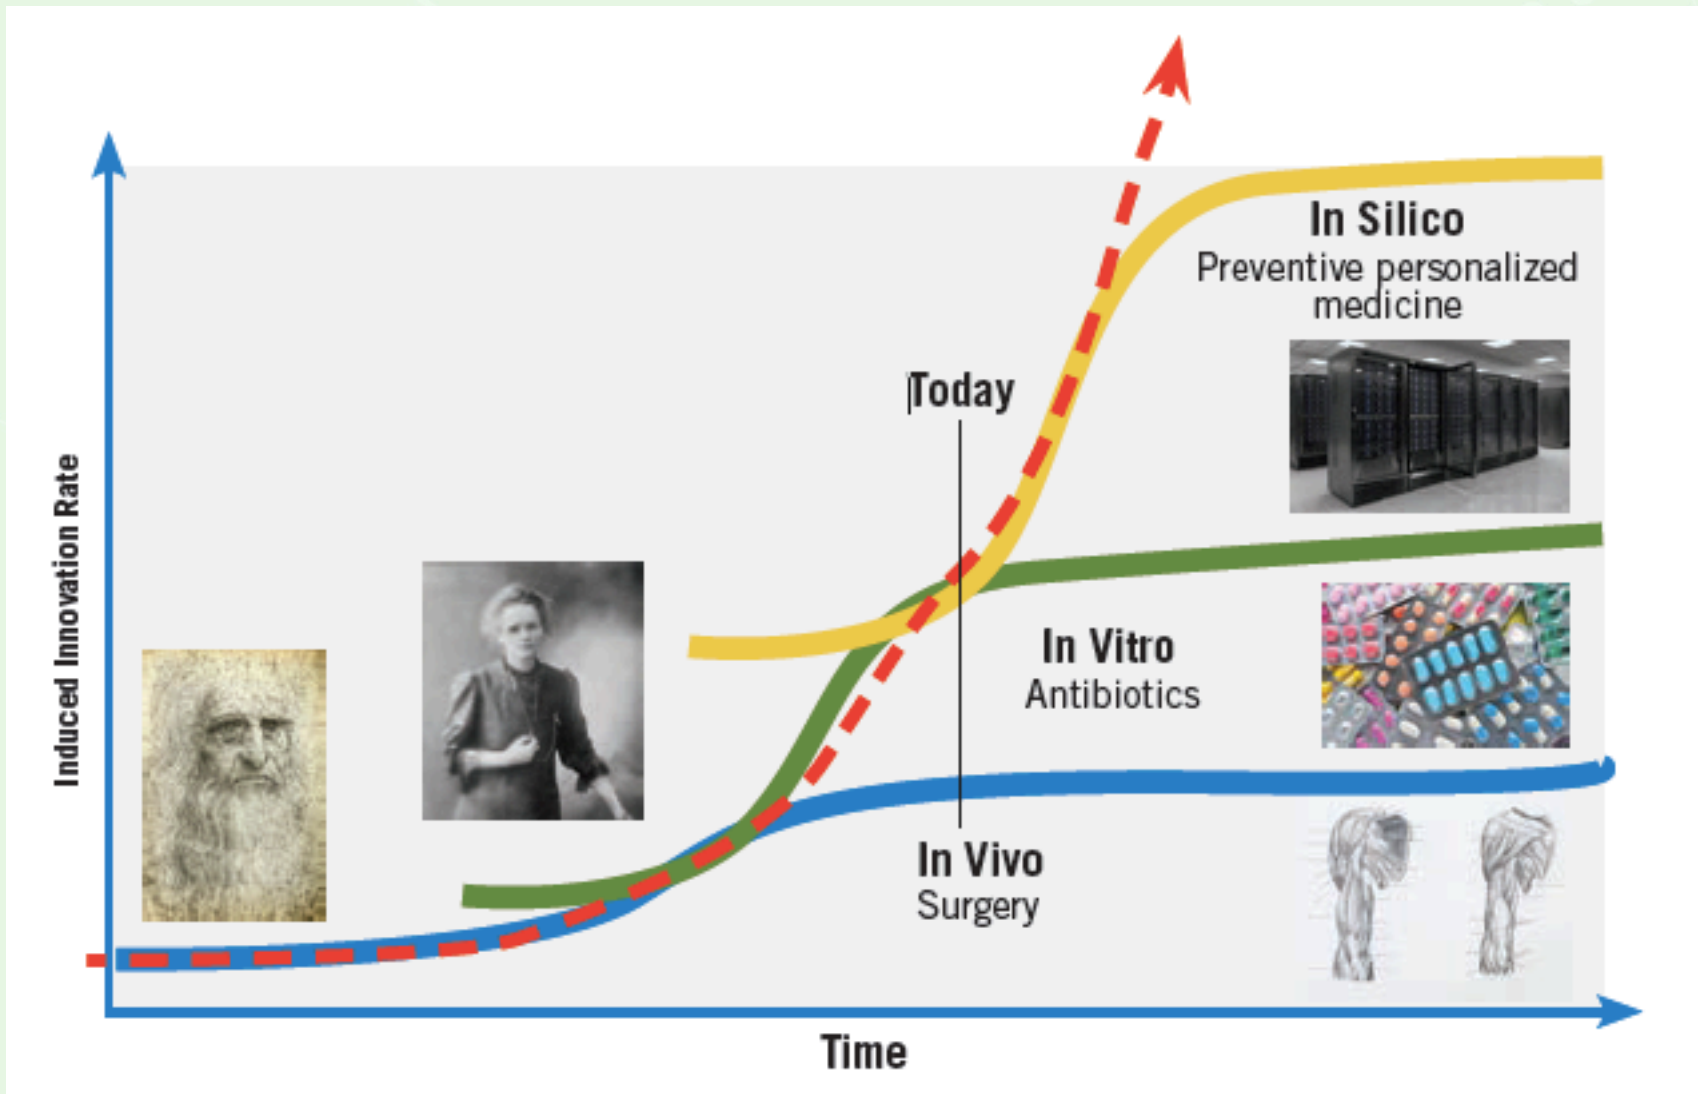 In Silico
Preventive personalized
medicine
Today
Induced Innovation Rate
In Vitro
Antibiotics
In Vivo
Surgery
Time